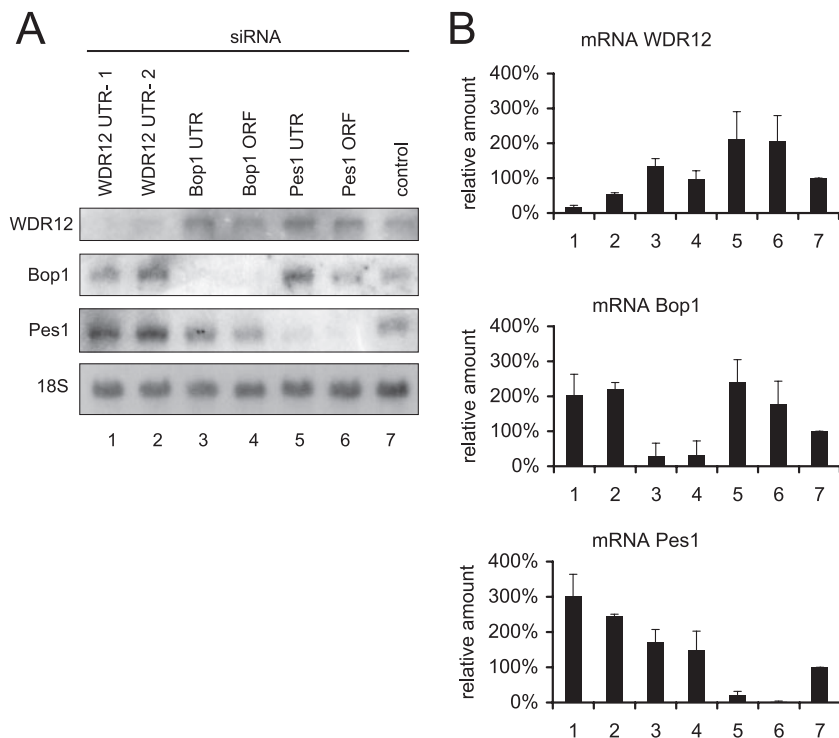 A
siRNA
WDR12 UTR- 1
WDR12 UTR- 2
Bop1 UTR
Bop1 ORF
Pes1 UTR
Pes1 ORF
control
WDR12
Bop1
Pes1
18S
1 2 3 4 5 6 7
B
mRNA WDR12
relative amount
400%
300%
200%
100%
0%
1 2 3 4 5 6 7
mRNA Bop1
relative amount
400%
300%
200%
100%
0%
1 2 3 4 5 6 7
mRNA Pes1
relative amount
400%
300%
200%
100%
0%
1 2 3 4 5 6 7